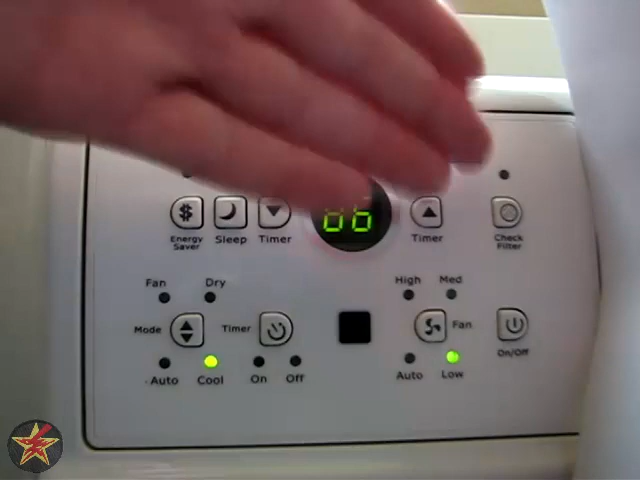 Energy
Saver
Sleep
Timer
Timer
Check
Filter
Fan
Dry
High
Med
Mode
Timer
Fan
On/Off
Auto
Cool
On
Off
Auto
Low